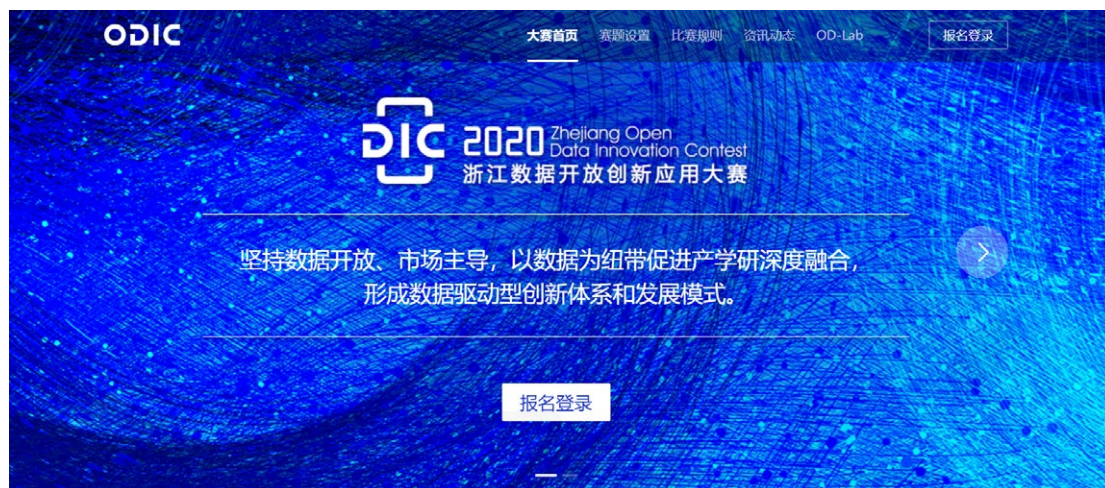 ODIC
大赛首页 赛题设置 比赛规则 资讯动态 OD-Lab 报名登录
DIC 2020 Zhejiang Open
Data Innovation Contest
浙江数据开放创新应用大赛
坚持数据开放、市场主导，以数据为纽带促进产学研深度融合，
形成数据驱动型创新体系和发展模式。
报名登录